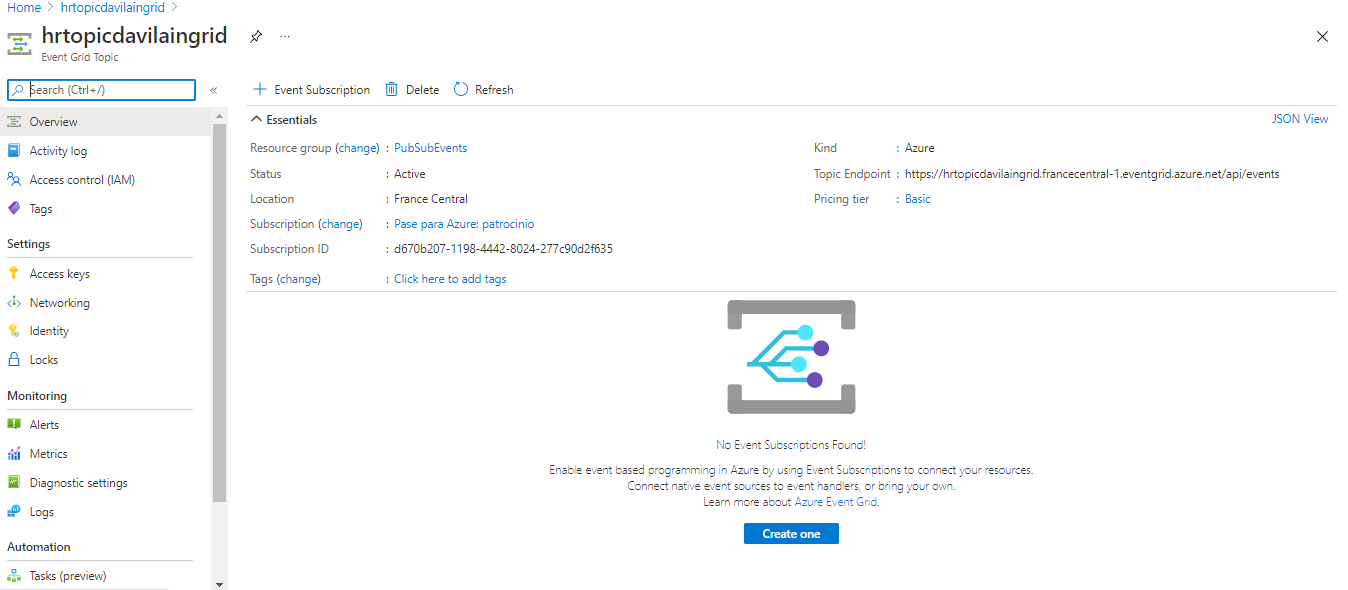 Home > hrtopicdavilaingrid >
hrtopicdavilaingrid ...
Event Grid Topic
Search (Ctrl+/) «
Overview
Activity log
Access control (IAM)
Tags
Settings
Access keys
Networking
Identity
Locks
Monitoring
Alerts
Metrics
Diagnostic settings
Logs
Automation
Tasks (preview)
+ Event Subscription Delete Refresh
Essentials JSON View
Resource group (change) : PubSubEvents
Status : Active
Location : France Central
Subscription (change) : Pase para Azure: patrocinio
Subscription ID : d670b207-1198-4442-8024-277c90d2f635
Tags (change) : Click here to add tags
Kind : Azure
Topic Endpoint : https://hrtopicdavilaingrid.francecentral-1.eventgrid.azure.net/api/events
Pricing tier : Basic
No Event Subscriptions Found!
Enable event based programming in Azure by using Event Subscriptions to connect your resources.
Connect native event sources to event handlers, or bring your own.
Learn more about Azure Event Grid.
Create one